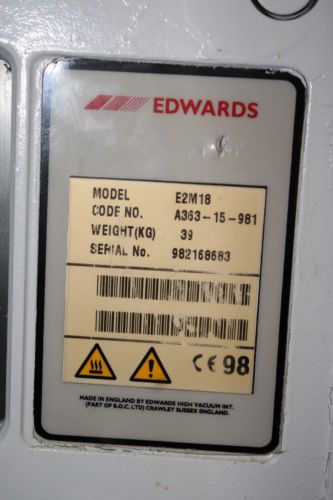 EDWARDS
MODEL E2M18
CODE NO. A363-15-981
WEIGHT(KG) 39
SERIAL No. 982168683
CE 98
MADE IN ENGLAND BY EDWARDS HIGH VACUUM INT.
(PART OF B.O.C. LTD) CRAWLEY SUSSEX ENGLAND.